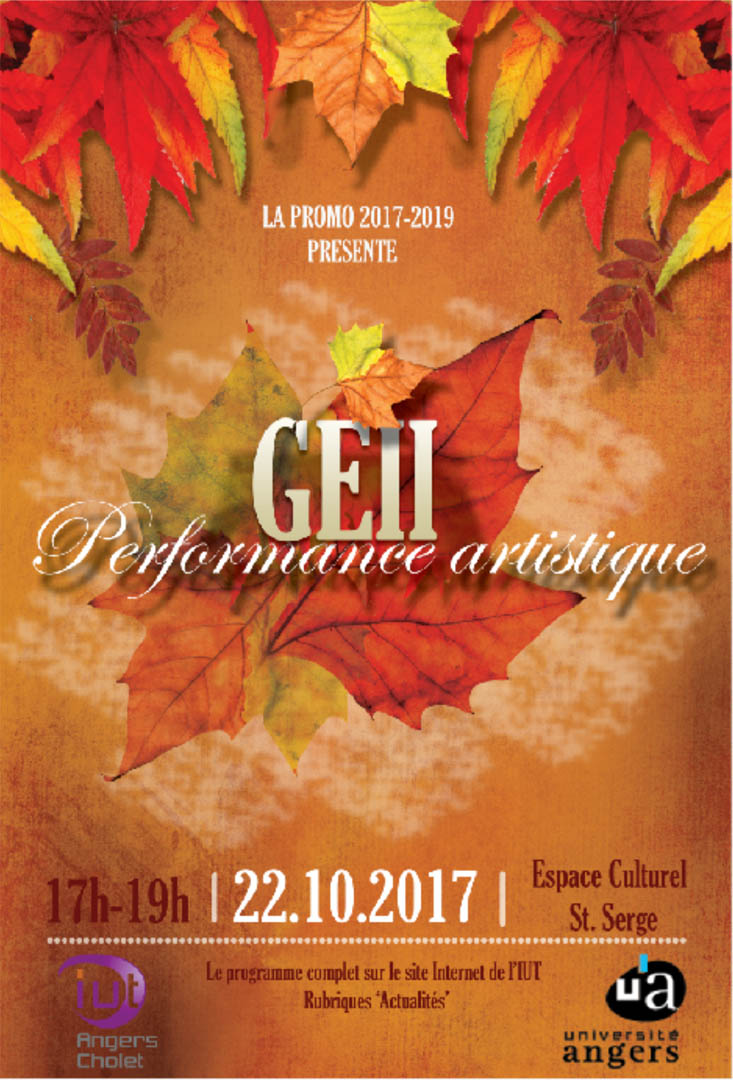 LA PROMO 2017-2019
PRESENTE
GEII
Performance artistique
17h-19h | 22.10.2017 |
Espace Culturel
St. Serge
Le programme complet sur le site Internet de l'IUT
Rubriques 'Actualités'
iUt
Angers
Cholet
ua
université
angers